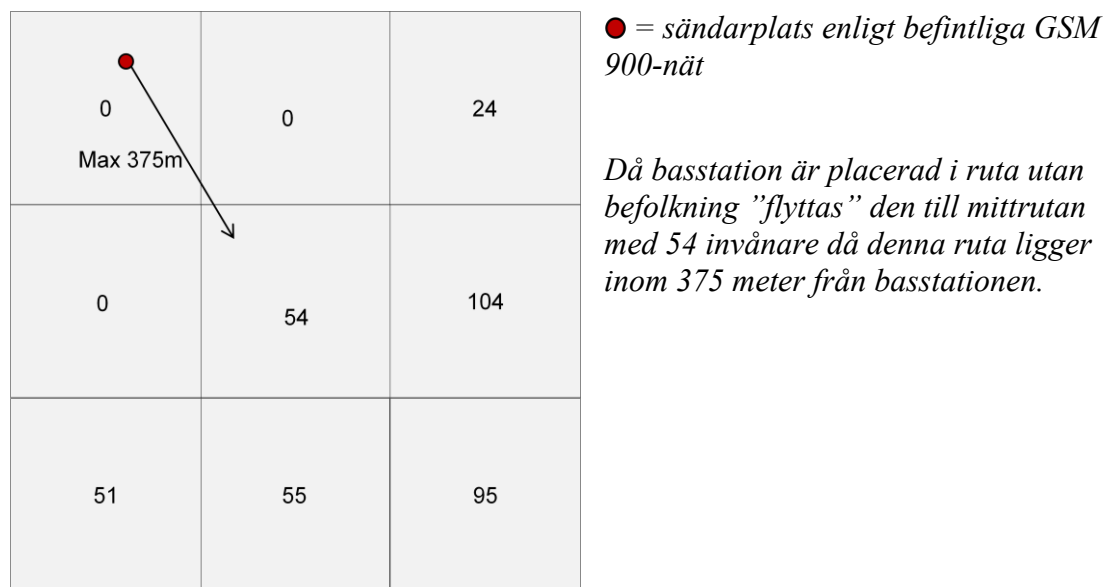 = sändarplats enligt befintliga GSM
900-nät
0
0
24
Max 375m
Då basstation är placerad i ruta utan
befolkning ”flyttas” den till mittrutan
med 54 invånare då denna ruta ligger
inom 375 meter från basstationen.
0
54
104
51
55
95